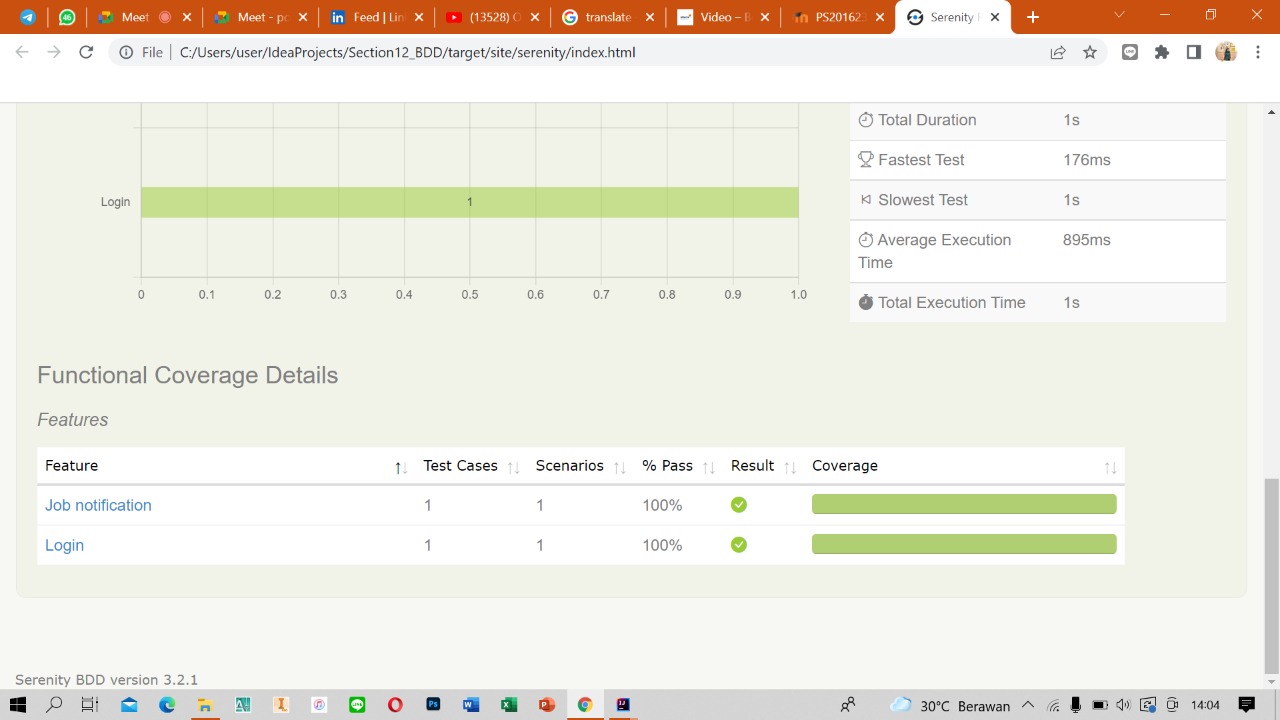 46
Meet
Meet - pc
Feed | Lin
(13528) C
translate
Video – B
PS201623
Serenity
File | C:/Users/user/IdeaProjects/Section12_BDD/target/site/serenity/index.html
Total Duration 1s
Fastest Test 176ms
Slowest Test 1s
Average Execution Time 895ms
Total Execution Time 1s
Login 1
0 0.1 0.2 0.3 0.4 0.5 0.6 0.7 0.8 0.9 1.0
Functional Coverage Details
Features
Feature Test Cases Scenarios % Pass Result Coverage
Job notification 1 1 100%
Login 1 1 100%
Serenity BDD version 3.2.1
30°C Berawan 14:04